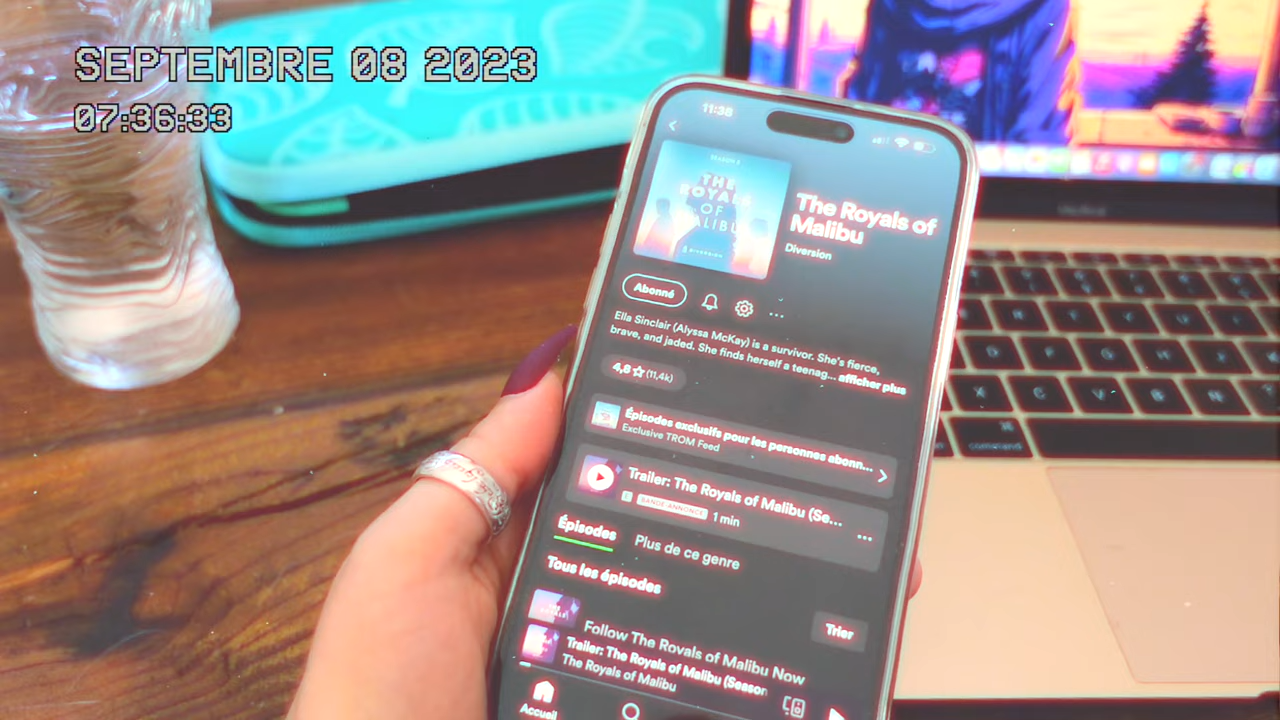 SEPTEMBRE 08 2023
07:36:33
11:38
SEASON 2
THE
ROYALS
OF
MALIBU
DIVERSION
The Royals of
Malibu
Diversion
Abonné
Ella Sinclair (Alyssa McKay) is a survivor. She's fierce,
brave, and jaded. She finds herself a teenag... afficher plus
4,8 (11,4k)
Épisodes exclusifs pour les personnes abonn...
Exclusive TROM Feed
Trailer: The Royals of Malibu (Se...
E BANDE-ANNONCE 1 min
Épisodes Plus de ce genre
Tous les épisodes
Trier
Follow The Royals of Malibu Now
Trailer: The Royals of Malibu (Season
The Royals of Malibu
Accueil
D F G H J K
X C V B N
⌘
command